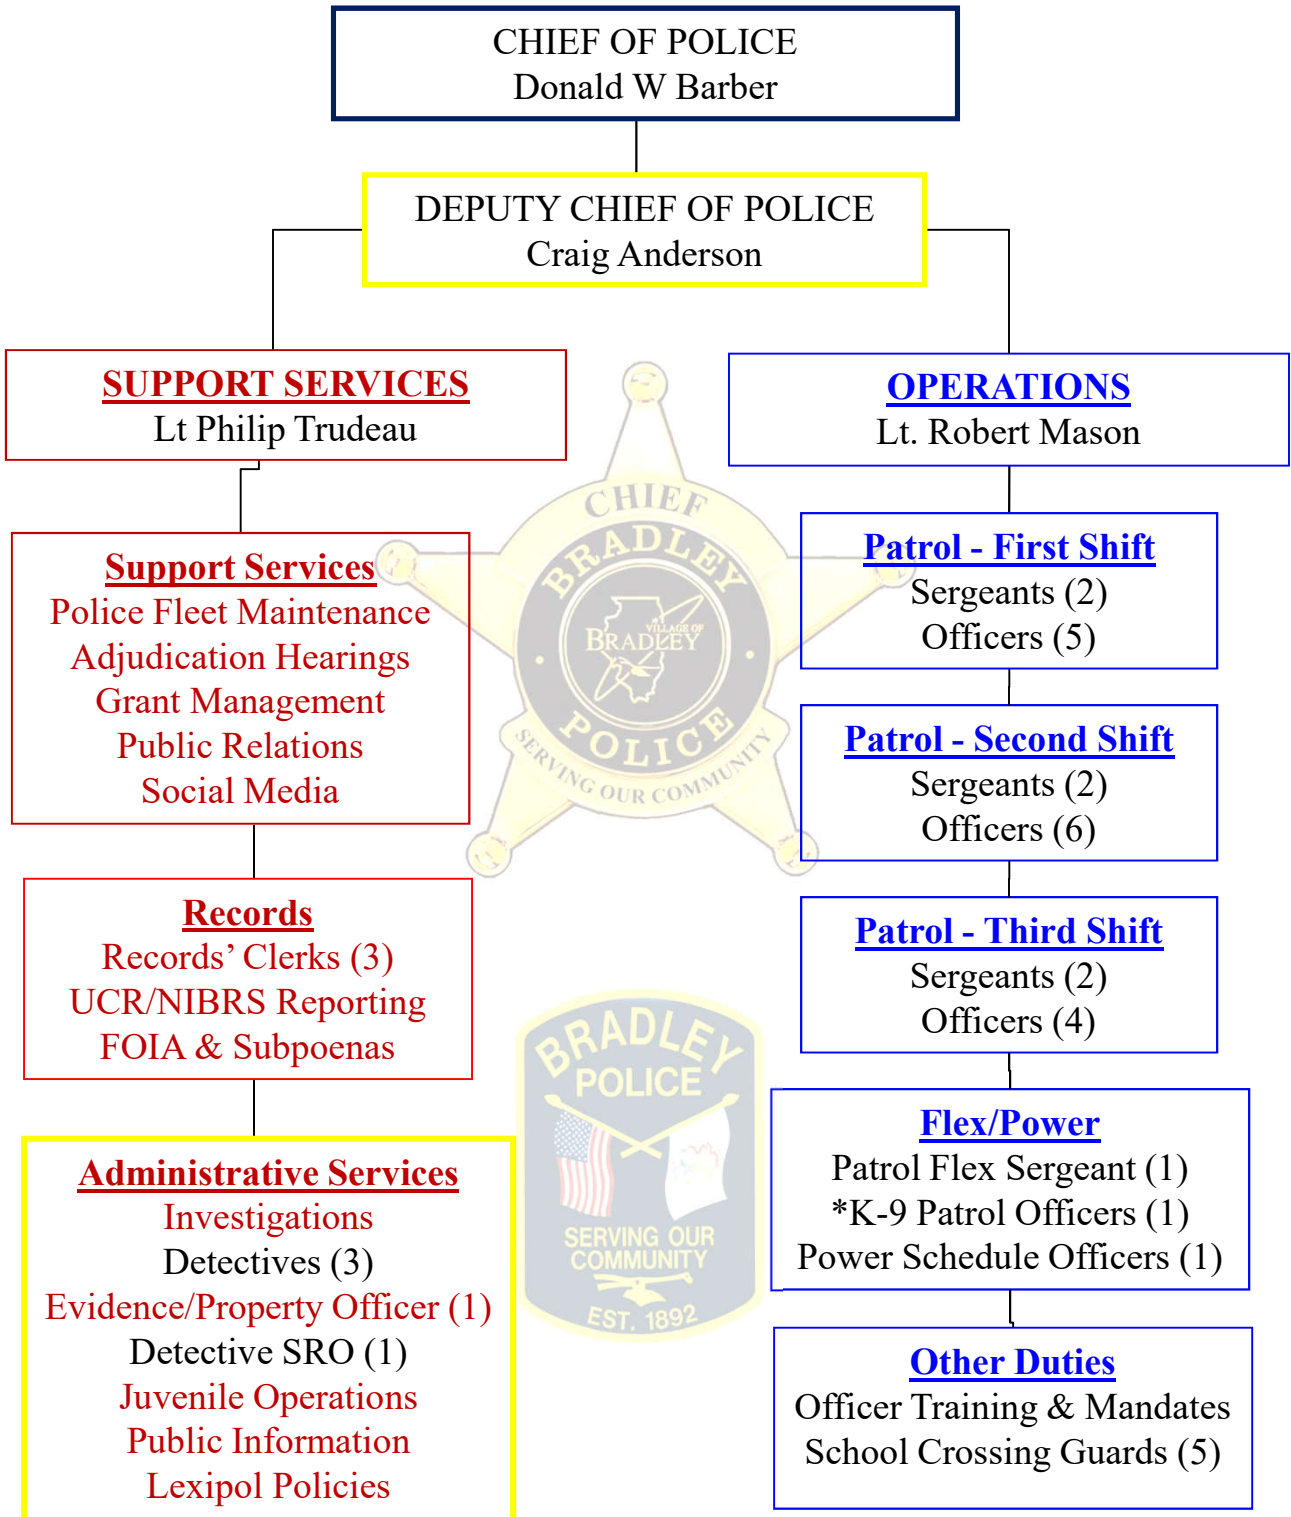 CHIEF OF POLICE
Donald W Barber
DEPUTY CHIEF OF POLICE
Craig Anderson
SUPPORT SERVICES
Lt Philip Trudeau
Support Services
Police Fleet Maintenance
Adjudication Hearings
Grant Management
Public Relations
Social Media
Records
Records’ Clerks (3)
UCR/NIBRS Reporting
FOIA & Subpoenas
Administrative Services
Investigations
Detectives (3)
Evidence/Property Officer (1)
Detective SRO (1)
Juvenile Operations
Public Information
Lexipol Policies
OPERATIONS
Lt. Robert Mason
Patrol - First Shift
Sergeants (2)
Officers (5)
Patrol - Second Shift
Sergeants (2)
Officers (6)
Patrol - Third Shift
Sergeants (2)
Officers (4)
Flex/Power
Patrol Flex Sergeant (1)
*K-9 Patrol Officers (1)
Power Schedule Officers (1)
Other Duties
Officer Training & Mandates
School Crossing Guards (5)
CHIEF
BRADLEY
VILLAGE OF
BRADLEY
POLICE
SERVING OUR COMMUNITY
BRADLEY
POLICE
SERVING OUR
COMMUNITY
EST. 1892